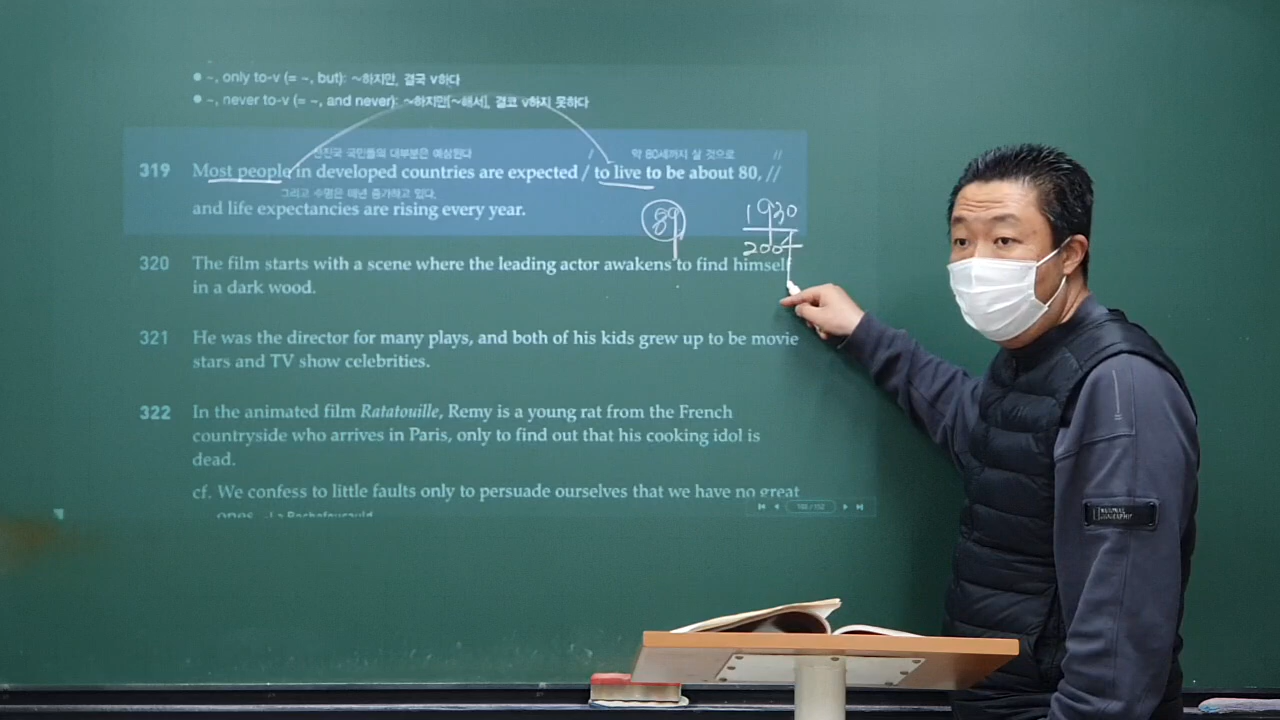 ● ~, only to-v (= ~, but): ~하지만, 결국 v하다
● ~, never to-v (= ~, and never): ~하지만[~해서], 결코 v하지 못하다
선진국 국민들의 대부분은 예상된다 / 약 80세까지 살 것으로 //
319 Most people in developed countries are expected / to live to be about 80, //
그리고 수명은 매년 증가하고 있다.
and life expectancies are rising every year.
89 1930
2004
320 The film starts with a scene where the leading actor awakens to find himself
in a dark wood.
321 He was the director for many plays, and both of his kids grew up to be movie
stars and TV show celebrities.
322 In the animated film Ratatouille, Remy is a young rat from the French
countryside who arrives in Paris, only to find out that his cooking idol is
dead.
cf. We confess to little faults only to persuade ourselves that we have no great
ones. - La Rochefoucauld
NATIONAL
GEOGRAPHIC